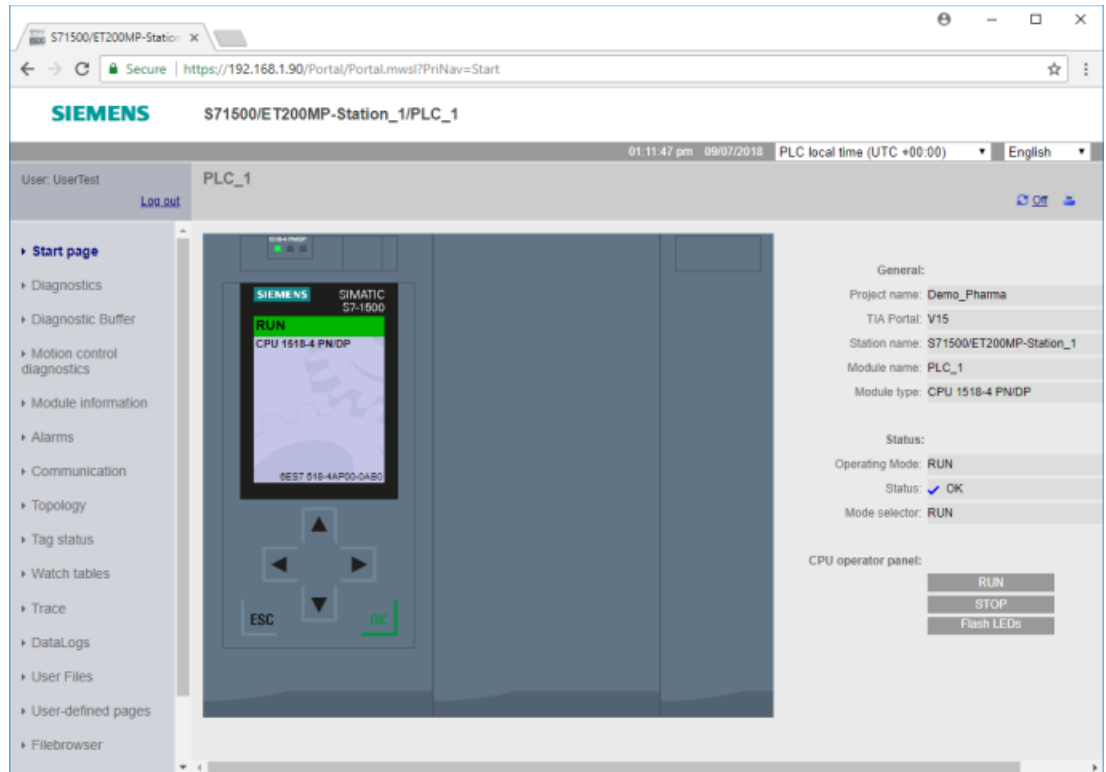 S71500/ET200MP-Station
Secure https://192.168.1.90/Portal/Portal.mwsl?PriNav=Start
SIEMENS S71500/ET200MP-Station_1/PLC_1
01:11:47 pm 09/07/2018 PLC local time (UTC +00:00) English
User: UserTest
Log out
PLC_1
Off
Start page
Diagnostics
Diagnostic Buffer
Motion control
diagnostics
Module information
Alarms
Communication
Topology
Tag status
Watch tables
Trace
DataLogs
User Files
User-defined pages
Filebrowser
1518-4 PN/DP
SIEMENS SIMATIC
S7-1500
RUN
CPU 1518-4 PN/DP
6ES7 518-4AP00-0AB0
ESC OK
General:
Project name: Demo_Pharma
TIA Portal: V15
Station name: S71500/ET200MP-Station_1
Module name: PLC_1
Module type: CPU 1518-4 PN/DP
Status:
Operating Mode: RUN
Status: OK
Mode selector: RUN
CPU operator panel:
RUN
STOP
Flash LEDs